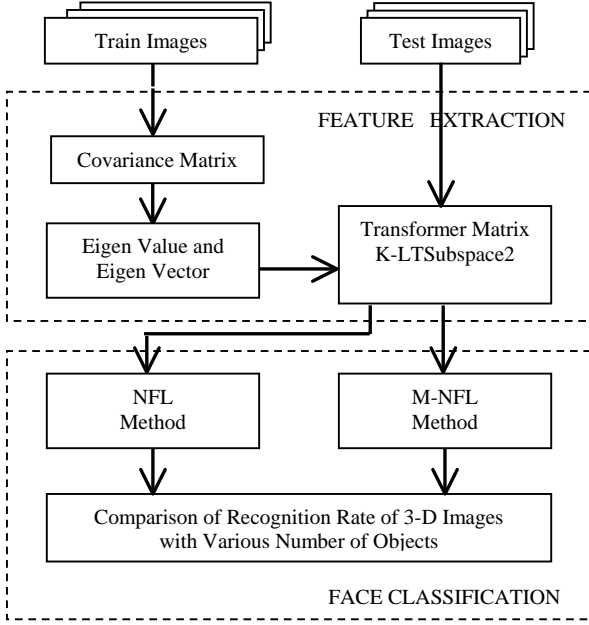 Train Images
Test Images
FEATURE EXTRACTION
Covariance Matrix
Transformer Matrix
K-LTSubspace2
Eigen Value and
Eigen Vector
NFL
Method
M-NFL
Method
Comparison of Recognition Rate of 3-D Images
with Various Number of Objects
FACE CLASSIFICATION